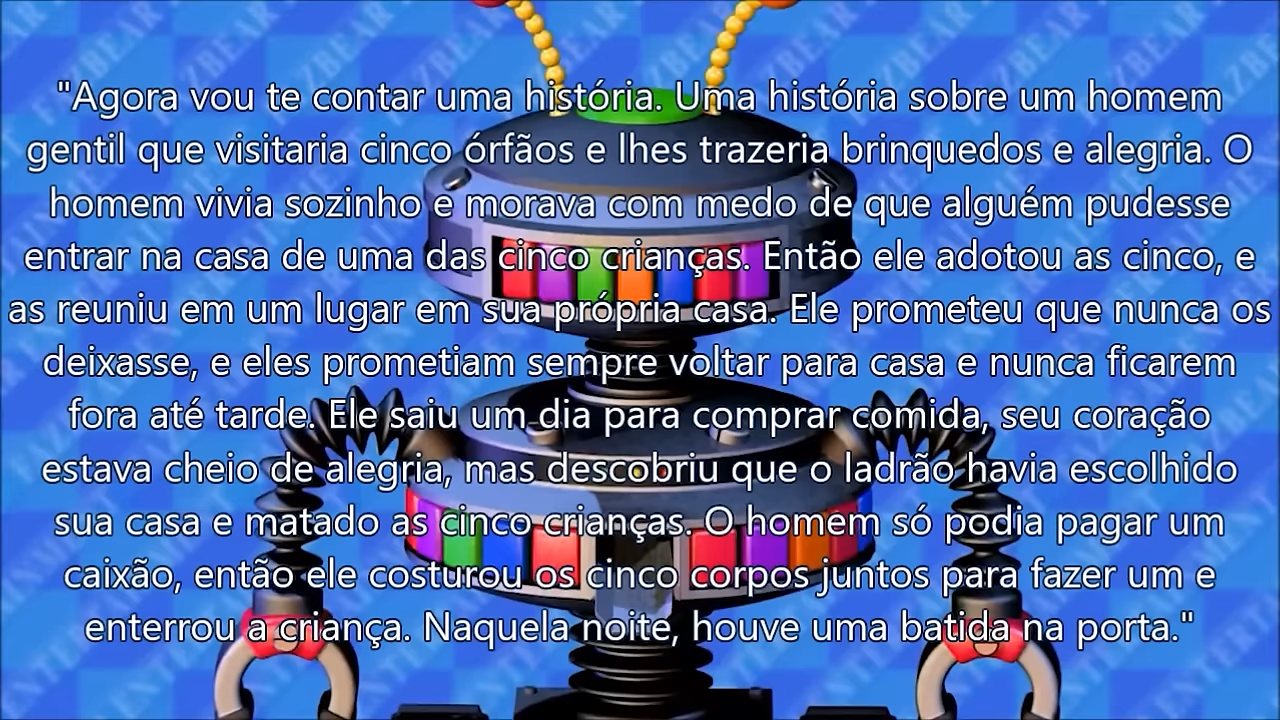 "Agora vou te contar uma história. Uma história sobre um homem
gentil que visitaria cinco órfãos e lhes trazeria brinquedos e alegria. O
homem vivia sozinho e morava com medo de que alguém pudesse
entrar na casa de uma das cinco crianças. Então ele adotou as cinco, e
as reuniu em um lugar em sua própria casa. Ele prometeu que nunca os
deixasse, e eles prometiam sempre voltar para casa e nunca ficarem
fora até tarde. Ele saiu um dia para comprar comida, seu coração
estava cheio de alegria, mas descobriu que o ladrão havia escolhido
sua casa e matado as cinco crianças. O homem só podia pagar um
caixão, então ele costurou os cinco corpos juntos para fazer um e
enterrou a criança. Naquela noite, houve uma batida na porta."